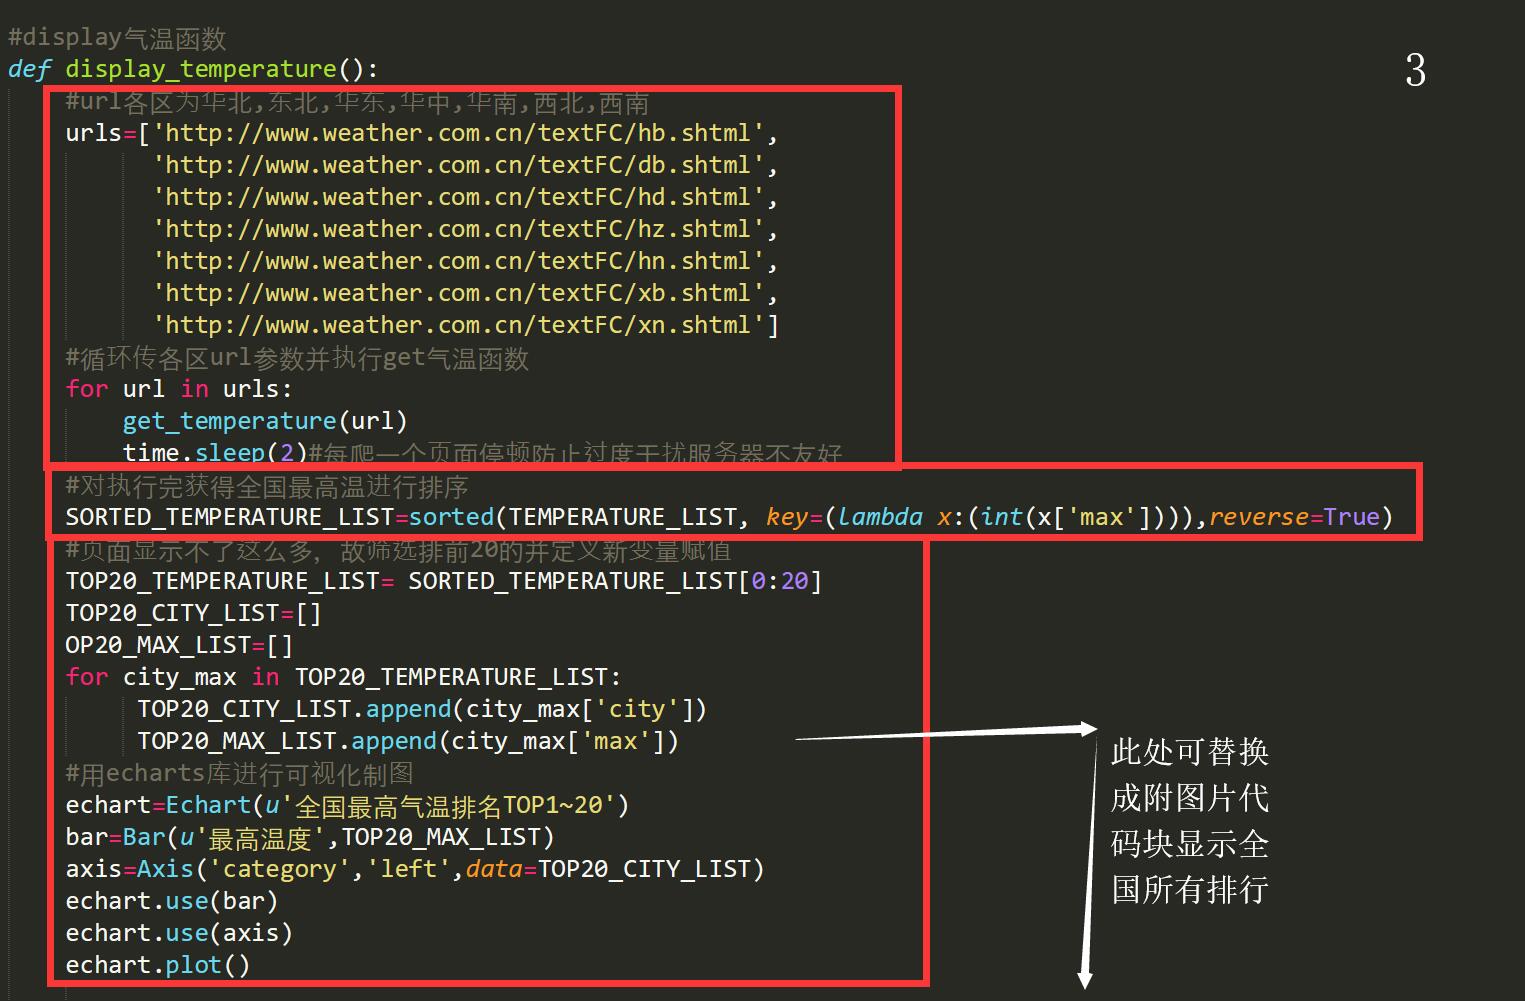 #display气温函数
def display_temperature():
3
#url各区为华北,东北,华东,华中,华南,西北,西南
urls=['http://www.weather.com.cn/textFC/hb.shtml',
'http://www.weather.com.cn/textFC/db.shtml',
'http://www.weather.com.cn/textFC/hd.shtml',
'http://www.weather.com.cn/textFC/hz.shtml',
'http://www.weather.com.cn/textFC/hn.shtml',
'http://www.weather.com.cn/textFC/xb.shtml',
'http://www.weather.com.cn/textFC/xn.shtml']
#循环传各区url参数并执行get气温函数
for url in urls:
get_temperature(url)
time.sleep(2)#每爬一个页面停顿防止过度干扰服务器不友好
#对执行完获得全国最高温进行排序
SORTED_TEMPERATURE_LIST=sorted(TEMPERATURE_LIST, key=(lambda x:(int(x['max']))),reverse=True)
#页面显示不了这么多, 故筛选排前20的并定义新变量赋值
TOP20_TEMPERATURE_LIST= SORTED_TEMPERATURE_LIST[0:20]
TOP20_CITY_LIST=[]
OP20_MAX_LIST=[]
for city_max in TOP20_TEMPERATURE_LIST:
TOP20_CITY_LIST.append(city_max['city'])
TOP20_MAX_LIST.append(city_max['max'])
#用echarts库进行可视化制图
echart=Echart(u'全国最高气温排名TOP1~20')
bar=Bar(u'最高温度',TOP20_MAX_LIST)
axis=Axis('category','left',data=TOP20_CITY_LIST)
echart.use(bar)
echart.use(axis)
echart.plot()
此处可替换
成附图片代
码块显示全
国所有排行